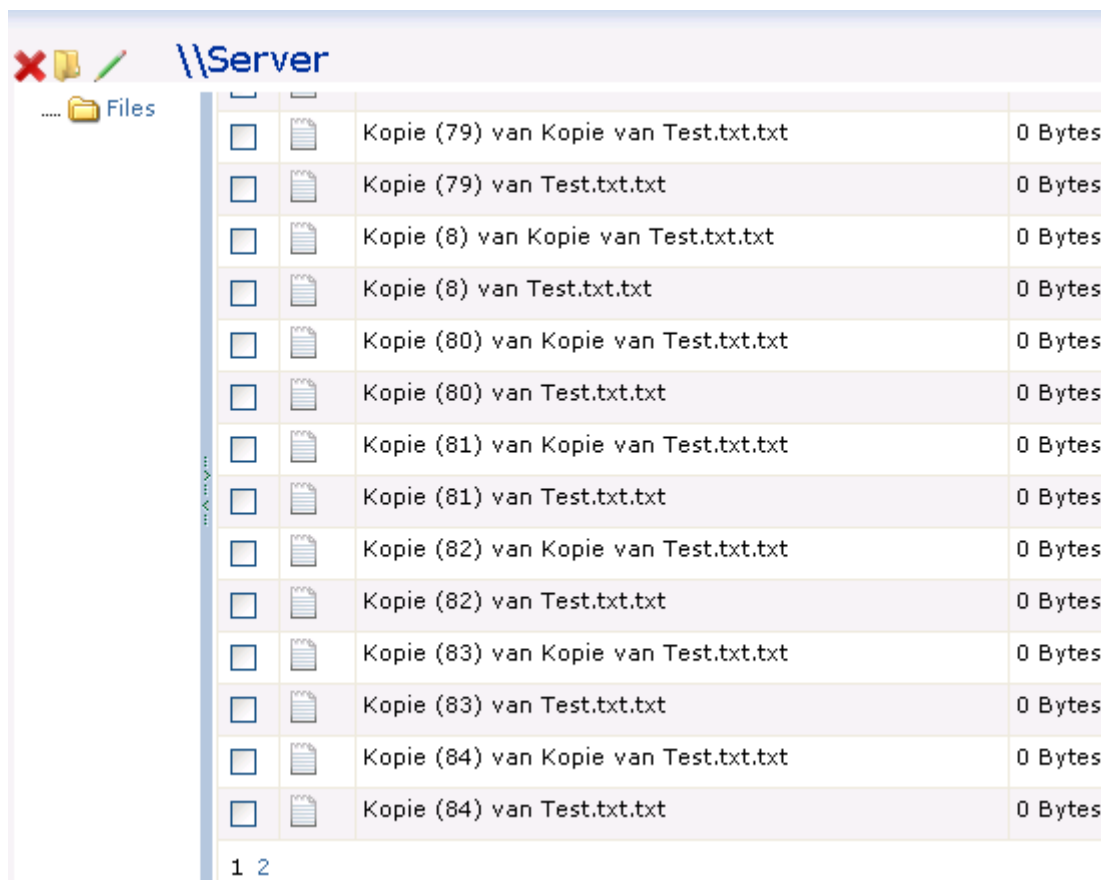 \\Server
Files
Kopie (79) van Kopie van Test.txt.txt 0 Bytes
Kopie (79) van Test.txt.txt 0 Bytes
Kopie (8) van Kopie van Test.txt.txt 0 Bytes
Kopie (8) van Test.txt.txt 0 Bytes
Kopie (80) van Kopie van Test.txt.txt 0 Bytes
Kopie (80) van Test.txt.txt 0 Bytes
Kopie (81) van Kopie van Test.txt.txt 0 Bytes
Kopie (81) van Test.txt.txt 0 Bytes
Kopie (82) van Kopie van Test.txt.txt 0 Bytes
Kopie (82) van Test.txt.txt 0 Bytes
Kopie (83) van Kopie van Test.txt.txt 0 Bytes
Kopie (83) van Test.txt.txt 0 Bytes
Kopie (84) van Kopie van Test.txt.txt 0 Bytes
Kopie (84) van Test.txt.txt 0 Bytes
1 2